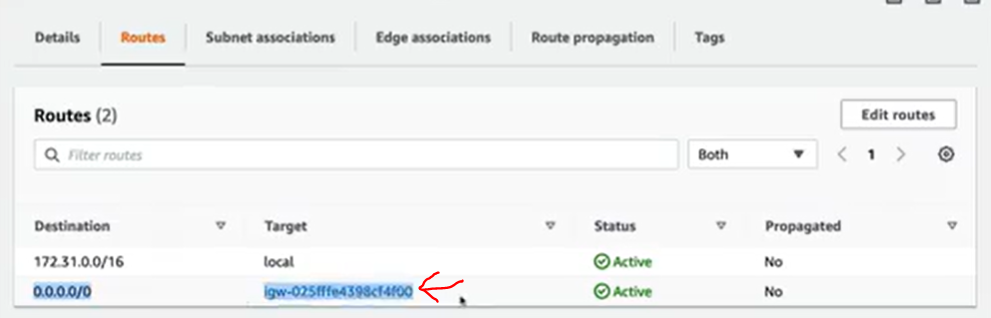 Details Routes Subnet associations Edge associations Route propagation Tags
Routes (2) Edit routes
Filter routes Both 1
Destination Target Status Propagated
172.31.0.0/16 local Active No
0.0.0.0/0 igw-025fffe4398cf4f00 Active No